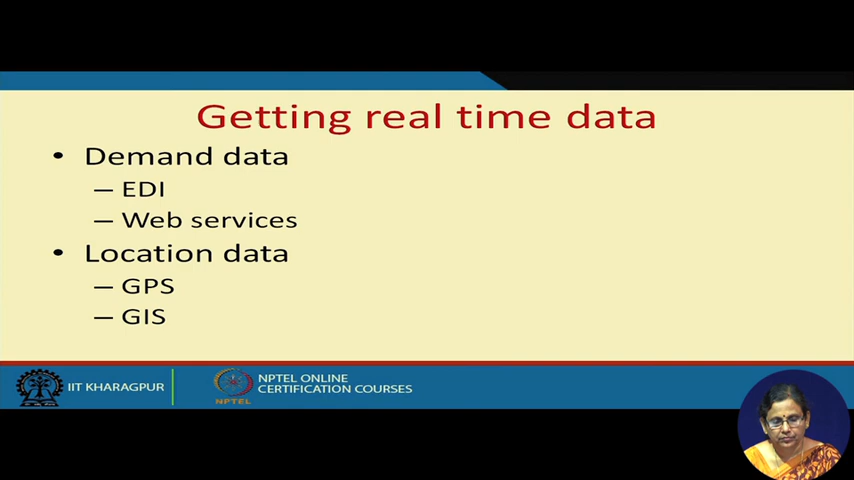 Getting real time data
• Demand data
– EDI
– Web services
• Location data
– GPS
– GIS
IIT KHARAGPUR
NPTEL
NPTEL ONLINE
CERTIFICATION COURSES